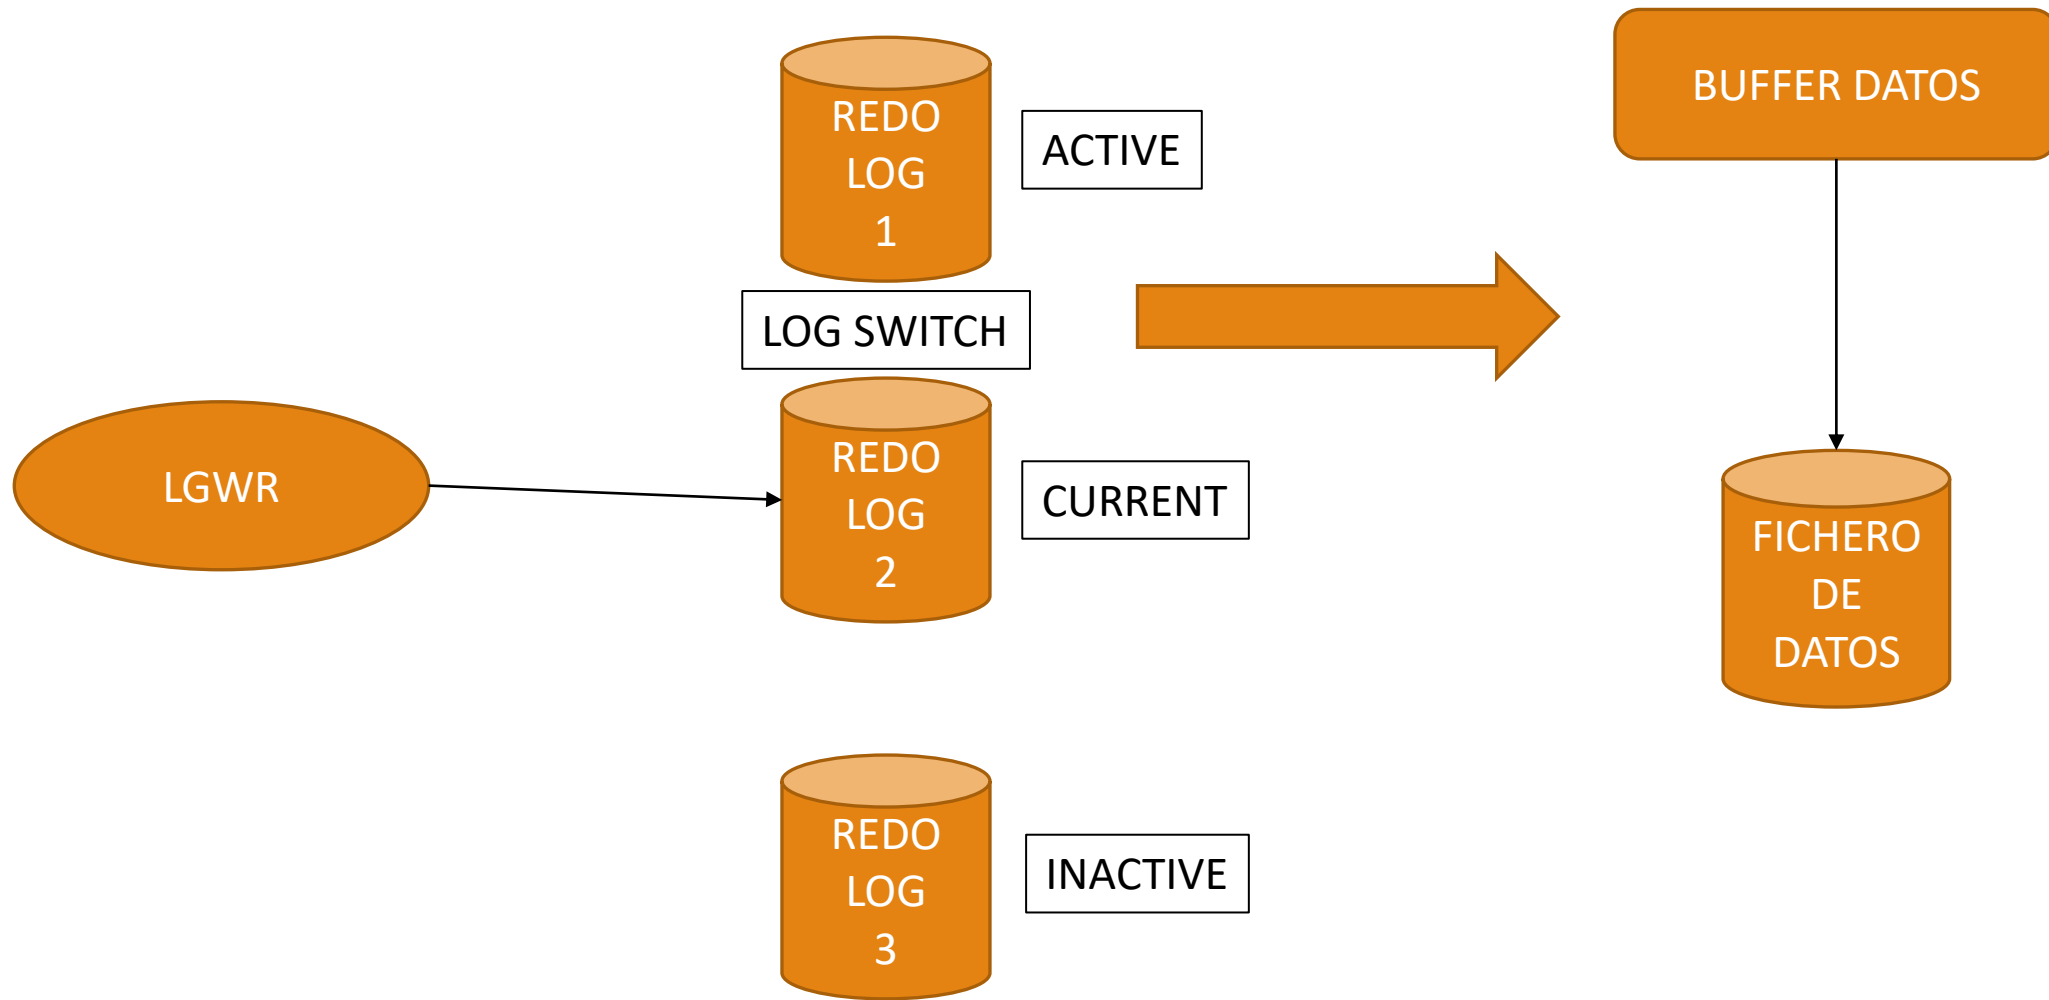 REDO
LOG
1
ACTIVE
LOG SWITCH
LGWR
REDO
LOG
2
CURRENT
REDO
LOG
3
INACTIVE
BUFFER DATOS
FICHERO
DE
DATOS